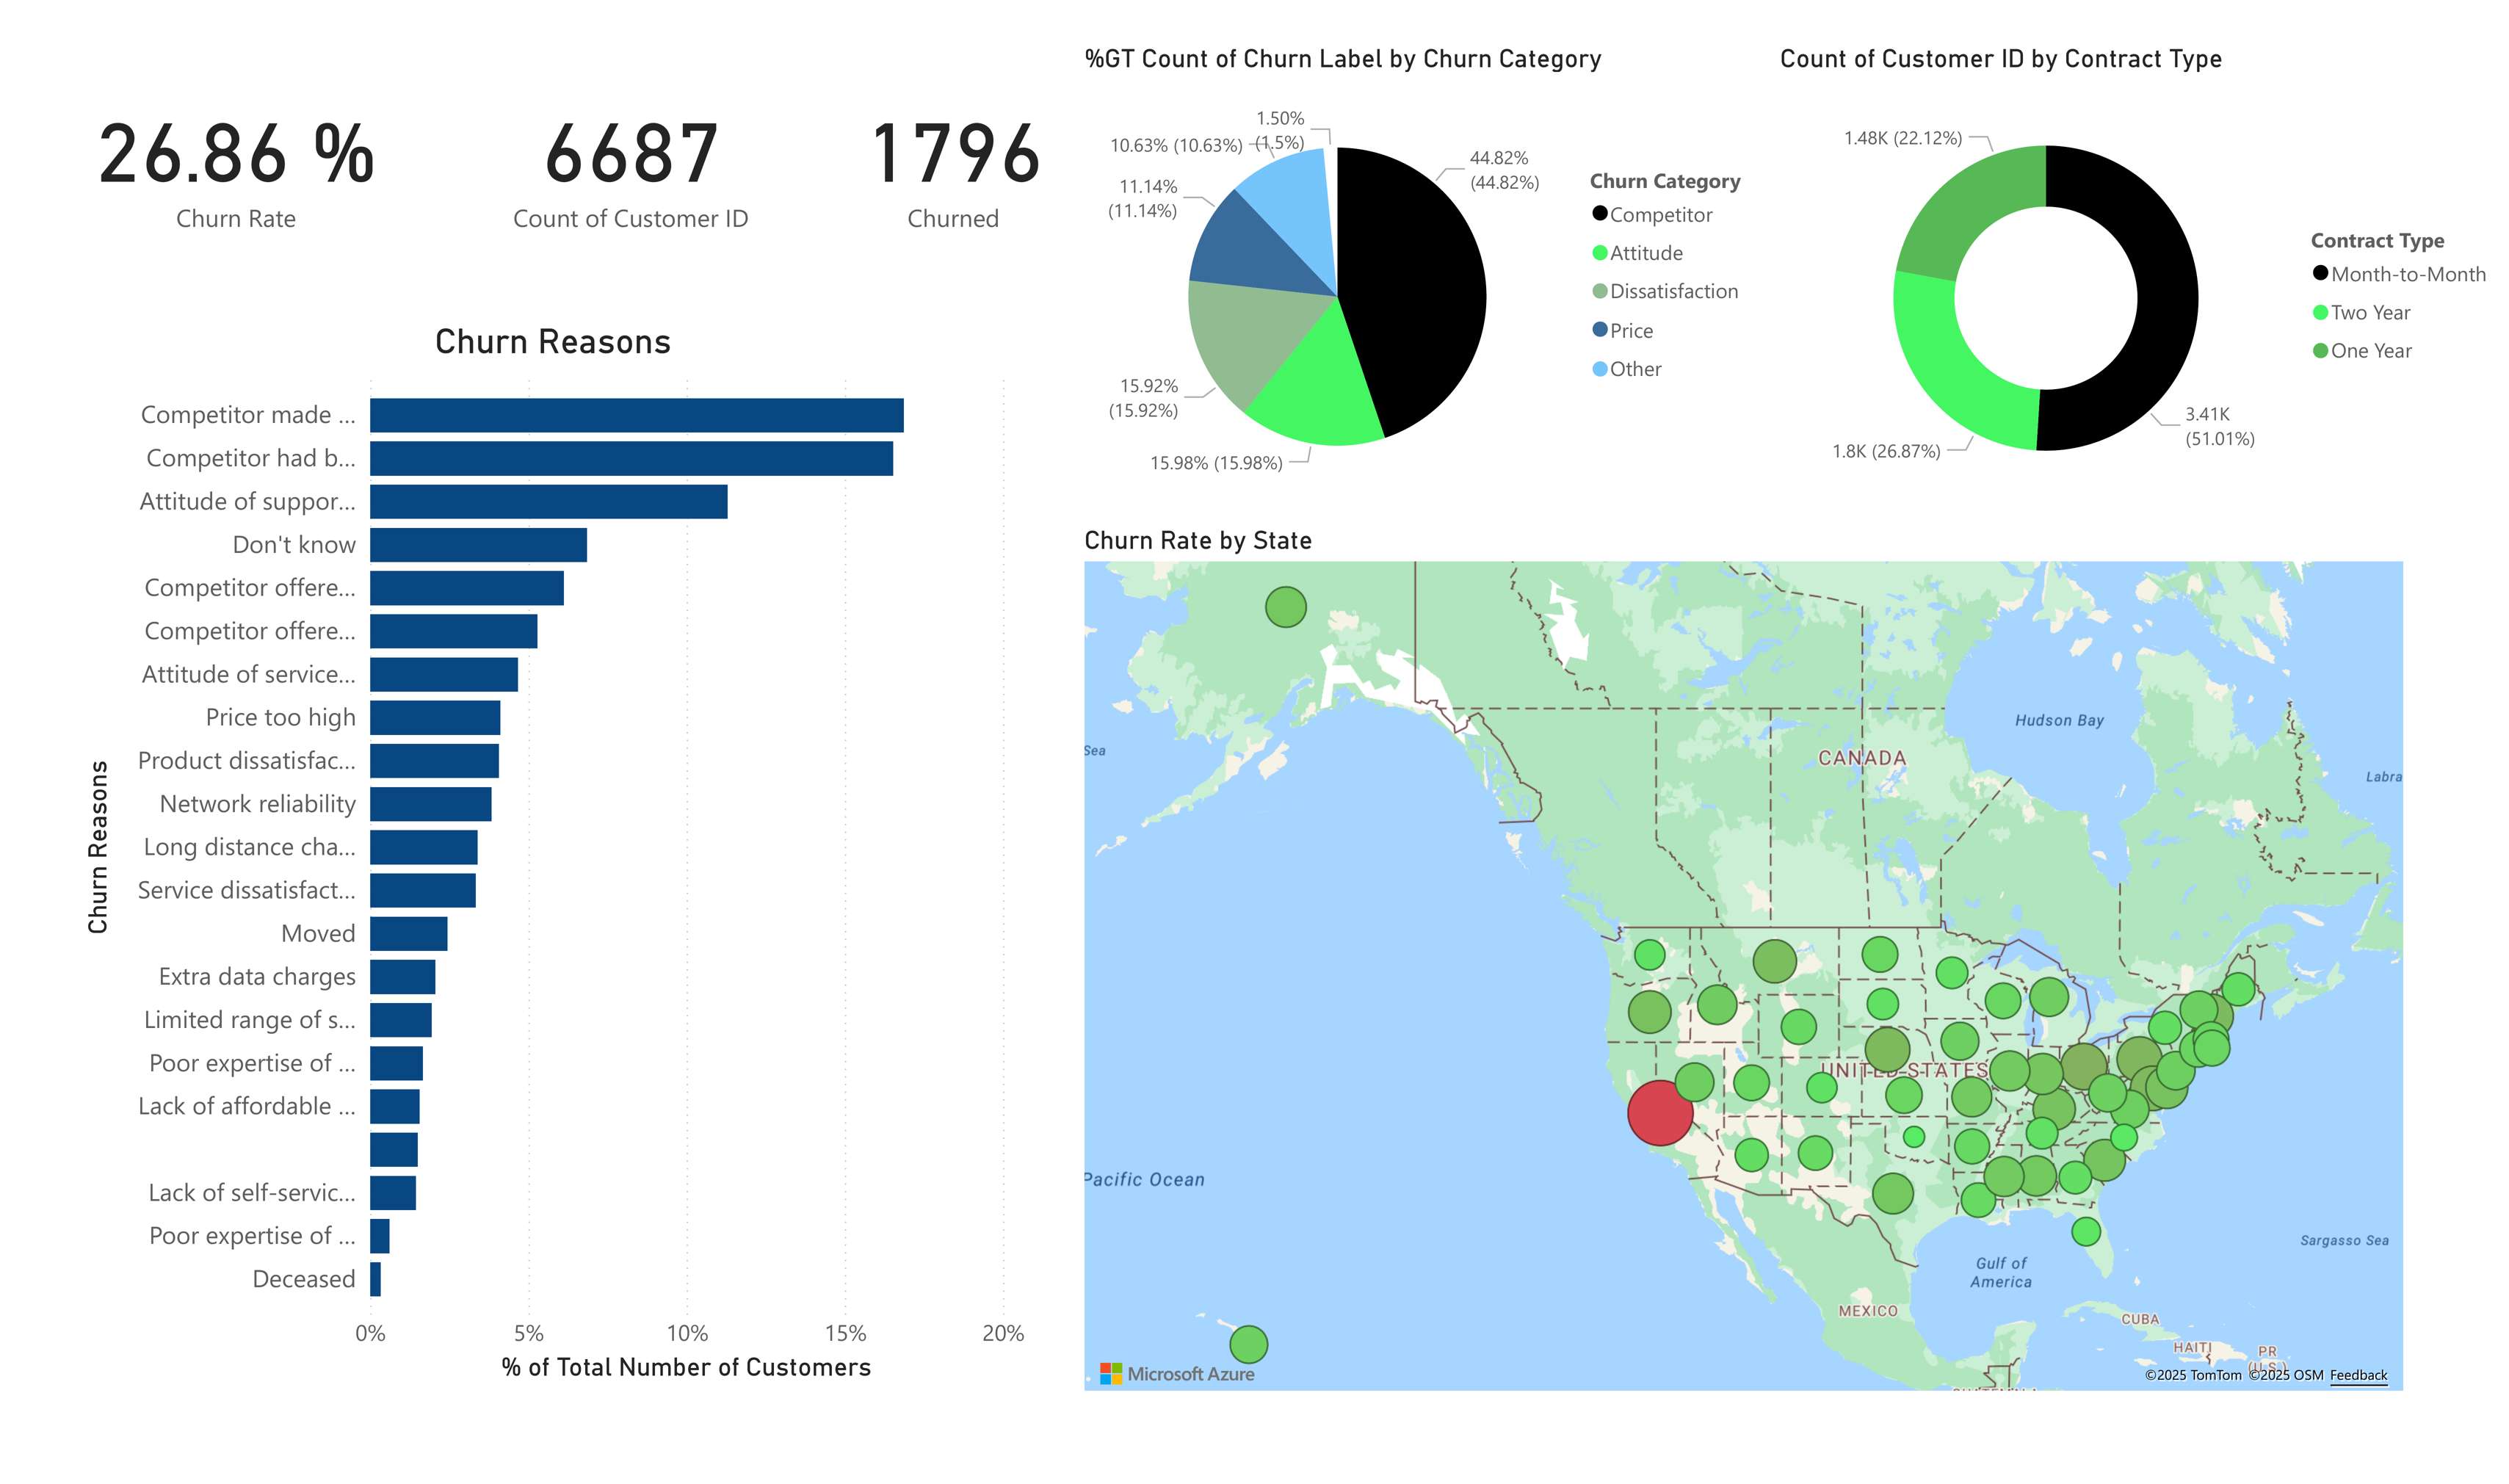 26.86 %
Churn Rate
6687
Count of Customer ID
1796
Churned
%GT Count of Churn Label by Churn Category
1.50%
(1.5%)
10.63% (10.63%)
11.14%
(11.14%)
15.92%
(15.92%)
15.98% (15.98%)
44.82%
(44.82%)
Churn Category
Competitor
Attitude
Dissatisfaction
Price
Other
Count of Customer ID by Contract Type
1.48K (22.12%)
1.8K (26.87%)
3.41K
(51.01%)
Contract Type
Month-to-Month
Two Year
One Year
Churn Reasons
Churn Reasons
Competitor made ...
Competitor had b...
Attitude of suppor...
Don't know
Competitor offere...
Competitor offere...
Attitude of service...
Price too high
Product dissatisfac...
Network reliability
Long distance cha...
Service dissatisfact...
Moved
Extra data charges
Limited range of s...
Poor expertise of ...
Lack of affordable ...
Lack of self-servic...
Poor expertise of ...
Deceased
0%
5%
10%
15%
20%
% of Total Number of Customers
Churn Rate by State
Sea
Hudson Bay
CANADA
Labra
UNITED STATES
Pacific Ocean
Sargasso Sea
Gulf of
America
MEXICO
CUBA
HAITI
PR
(U.S.)
Microsoft Azure
©2025 TomTom ©2025 OSM Feedback